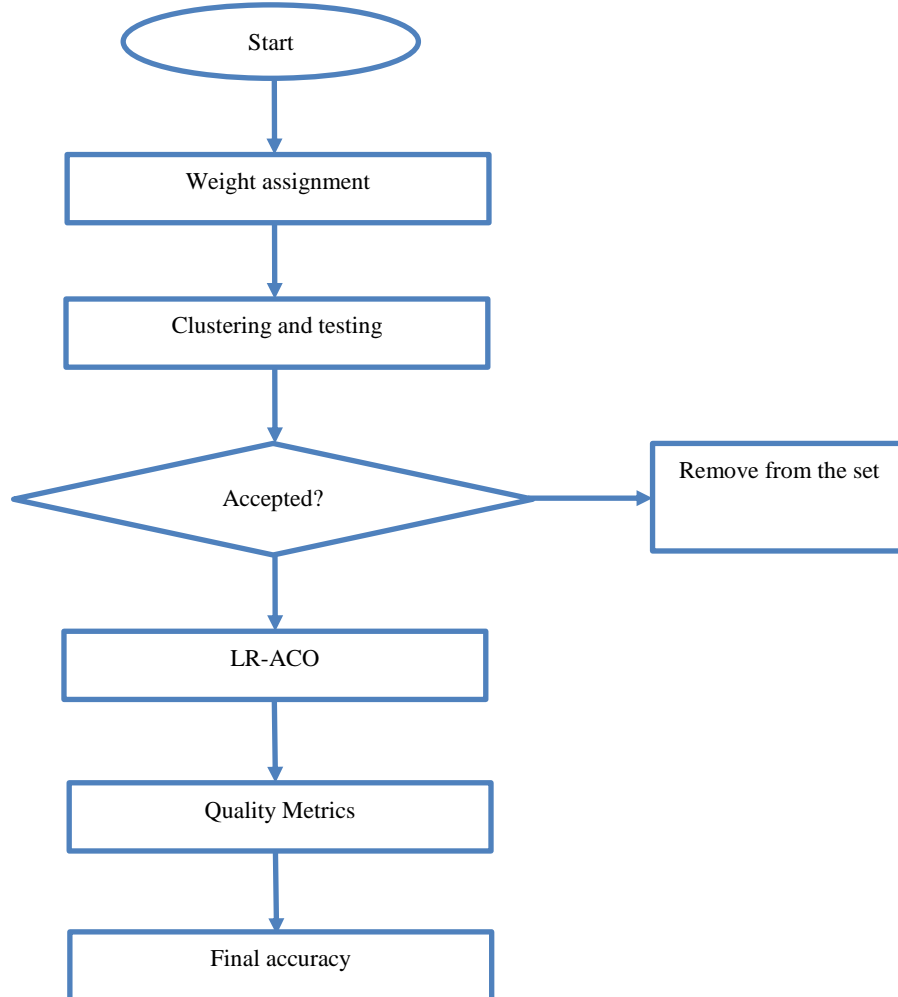 Start
Weight assignment
Clustering and testing
Accepted?
Remove from the set
LR-ACO
Quality Metrics
Final accuracy